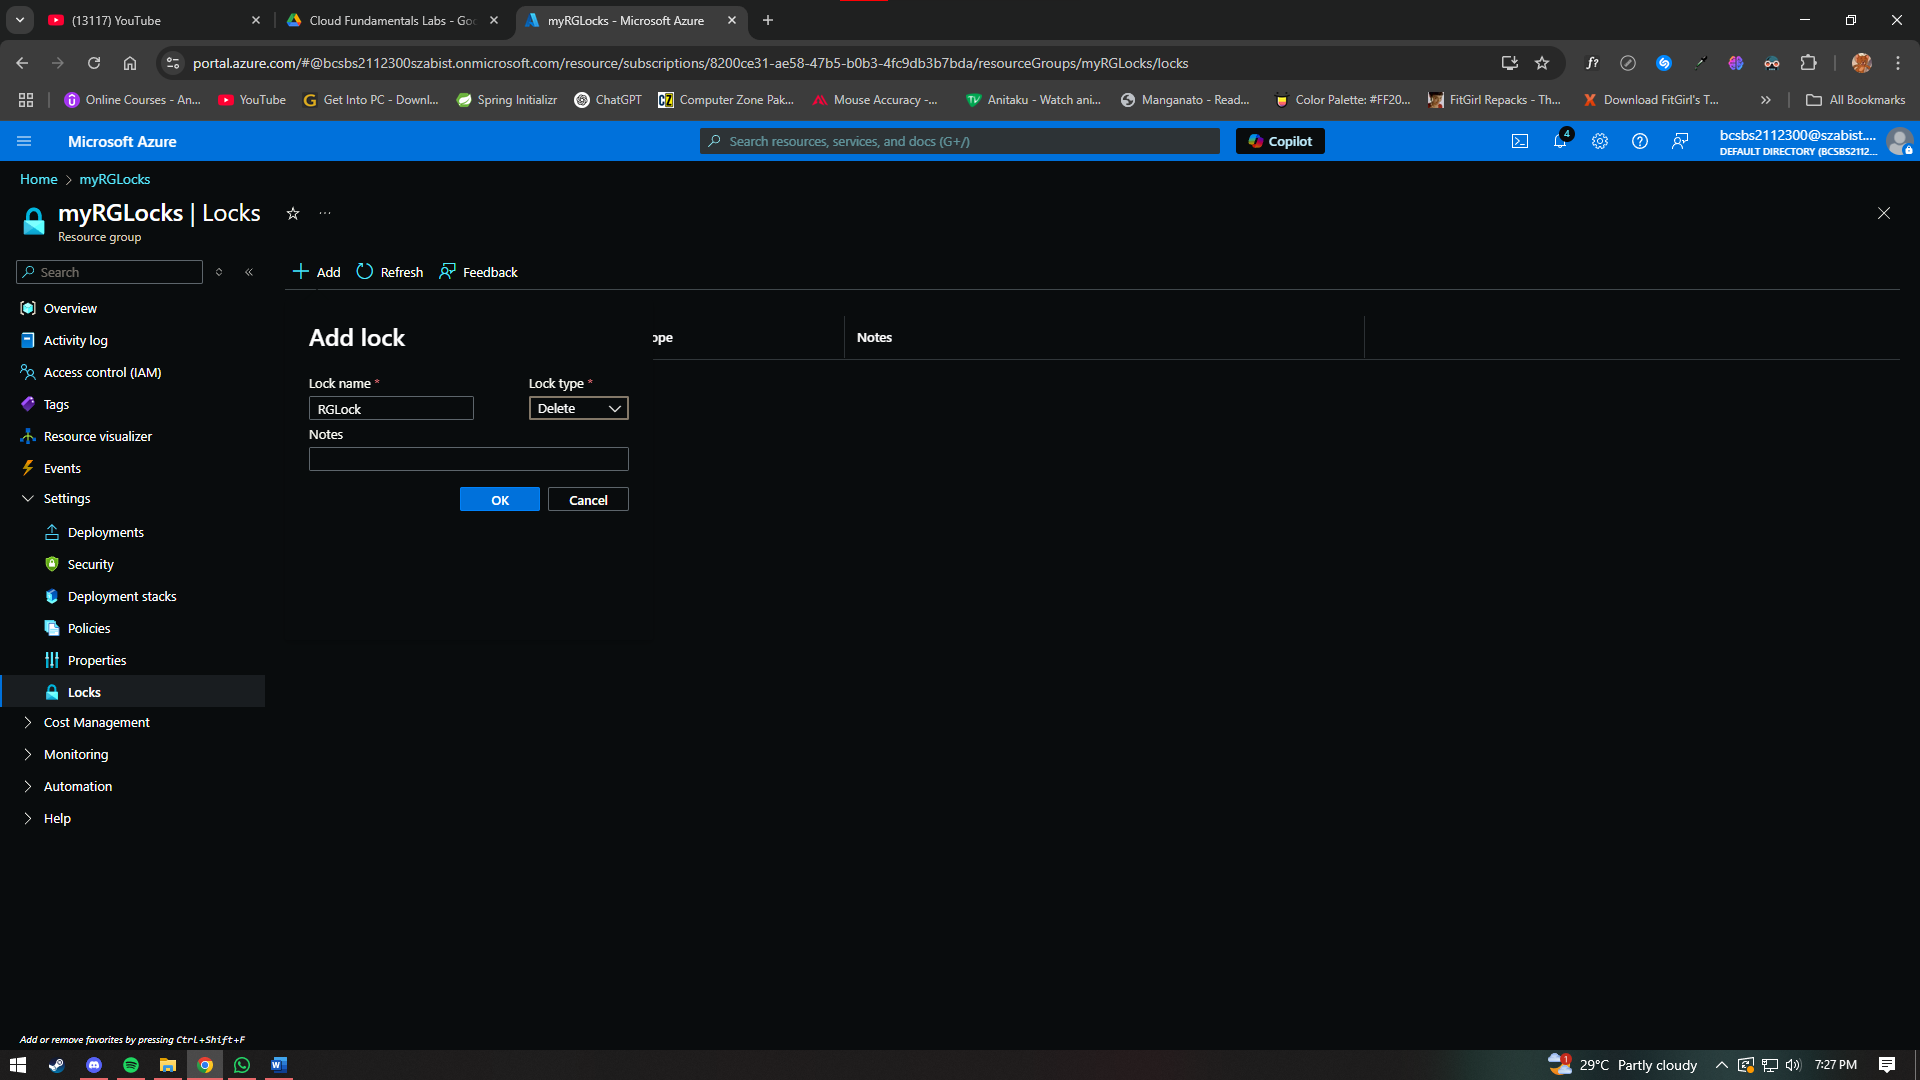 (13117) YouTube
Cloud Fundamentals Labs - Goo
myRGLocks - Microsoft Azure
portal.azure.com/#@bcsbs2112300szabist.onmicrosoft.com/resource/subscriptions/8200ce31-ae58-47b5-b0b3-4fc9db3b7bda/resourceGroups/myRGLocks/locks
f?
Online Courses - An...
YouTube
Get Into PC - Downl...
Spring Initializr
ChatGPT
Computer Zone Pak...
Mouse Accuracy -...
Anitaku - Watch ani...
Manganato - Read...
Color Palette: #FF20...
FitGirl Repacks - Th...
Download FitGirl's T...
All Bookmarks
Microsoft Azure
Search resources, services, and docs (G+/)
Copilot
4
bcsbs2112300@szabist....
DEFAULT DIRECTORY (BCSBS2112...
Home > myRGLocks
myRGLocks | Locks
Resource group
Search
Add
Refresh
Feedback
Overview
Activity log
Access control (IAM)
Tags
Resource visualizer
Events
Settings
Deployments
Security
Deployment stacks
Policies
Properties
Locks
Cost Management
Monitoring
Automation
Help
Add lock
ope
Notes
Lock name *
Lock type *
RGLock
Delete
Notes
OK
Cancel
Add or remove favorites by pressing Ctrl+Shift+F
1
29°C Partly cloudy
7:27 PM